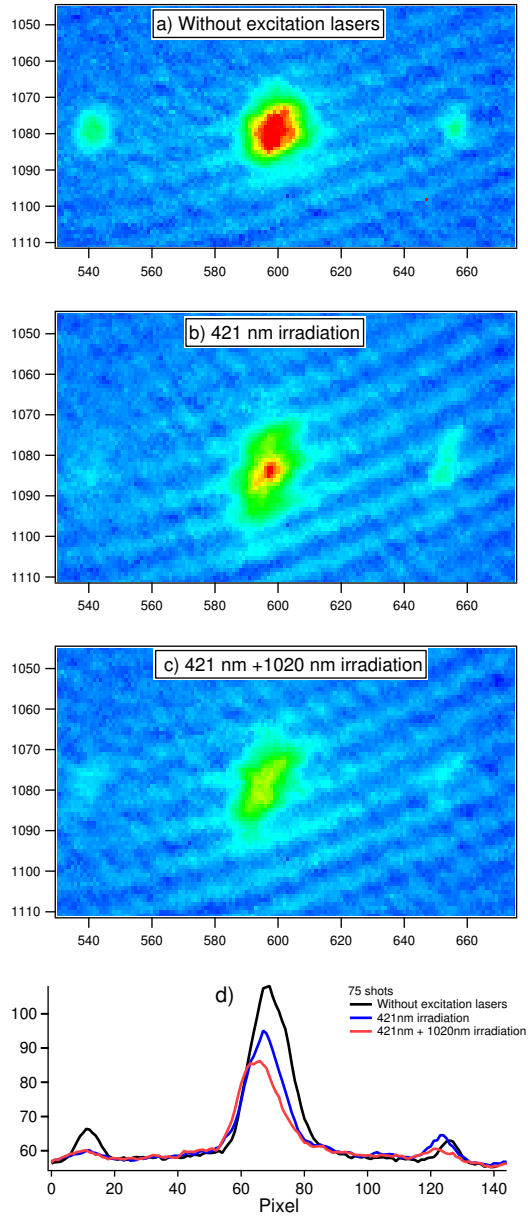 a) Without excitation lasers
1050
1060
1070
1080
1090
1100
1110
540 560 580 600 620 640 660
b) 421 nm irradiation
1050
1060
1070
1080
1090
1100
1110
540 560 580 600 620 640 660
c) 421 nm +1020 nm irradiation
1050
1060
1070
1080
1090
1100
1110
540 560 580 600 620 640 660
d)
75 shots
Without excitation lasers
421nm irradiation
421nm + 1020nm irradiation
100
90
80
70
60
0 20 40 60 80 100 120 140
Pixel